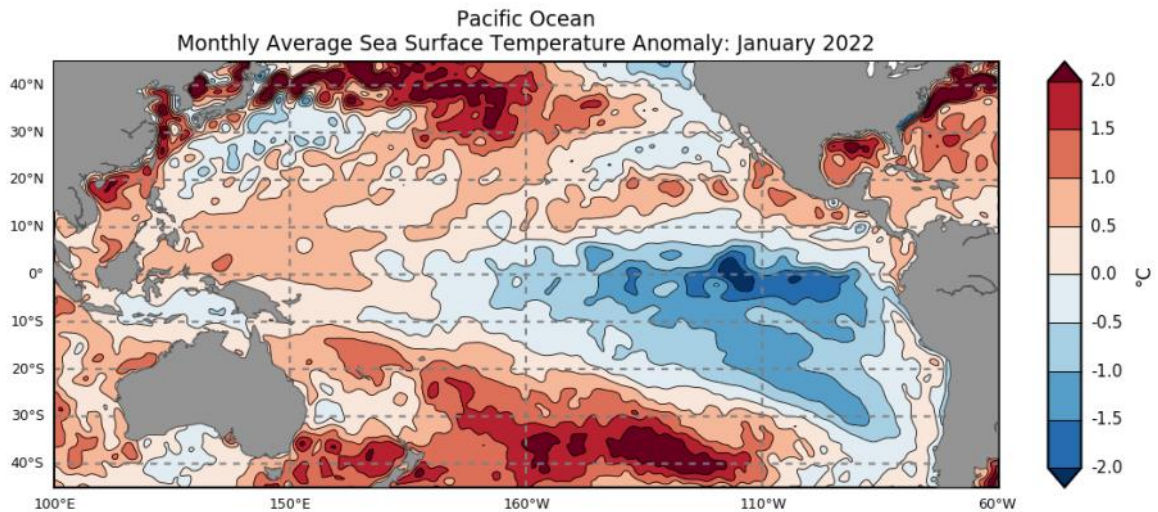 Pacific Ocean
Monthly Average Sea Surface Temperature Anomaly: January 2022
40°N
30°N
20°N
10°N
0°
10°S
20°S
30°S
40°S
100°E
150°E
160°W
110°W
60°W
2.0
1.5
1.0
0.5
0.0
-0.5
-1.0
-1.5
-2.0
°C